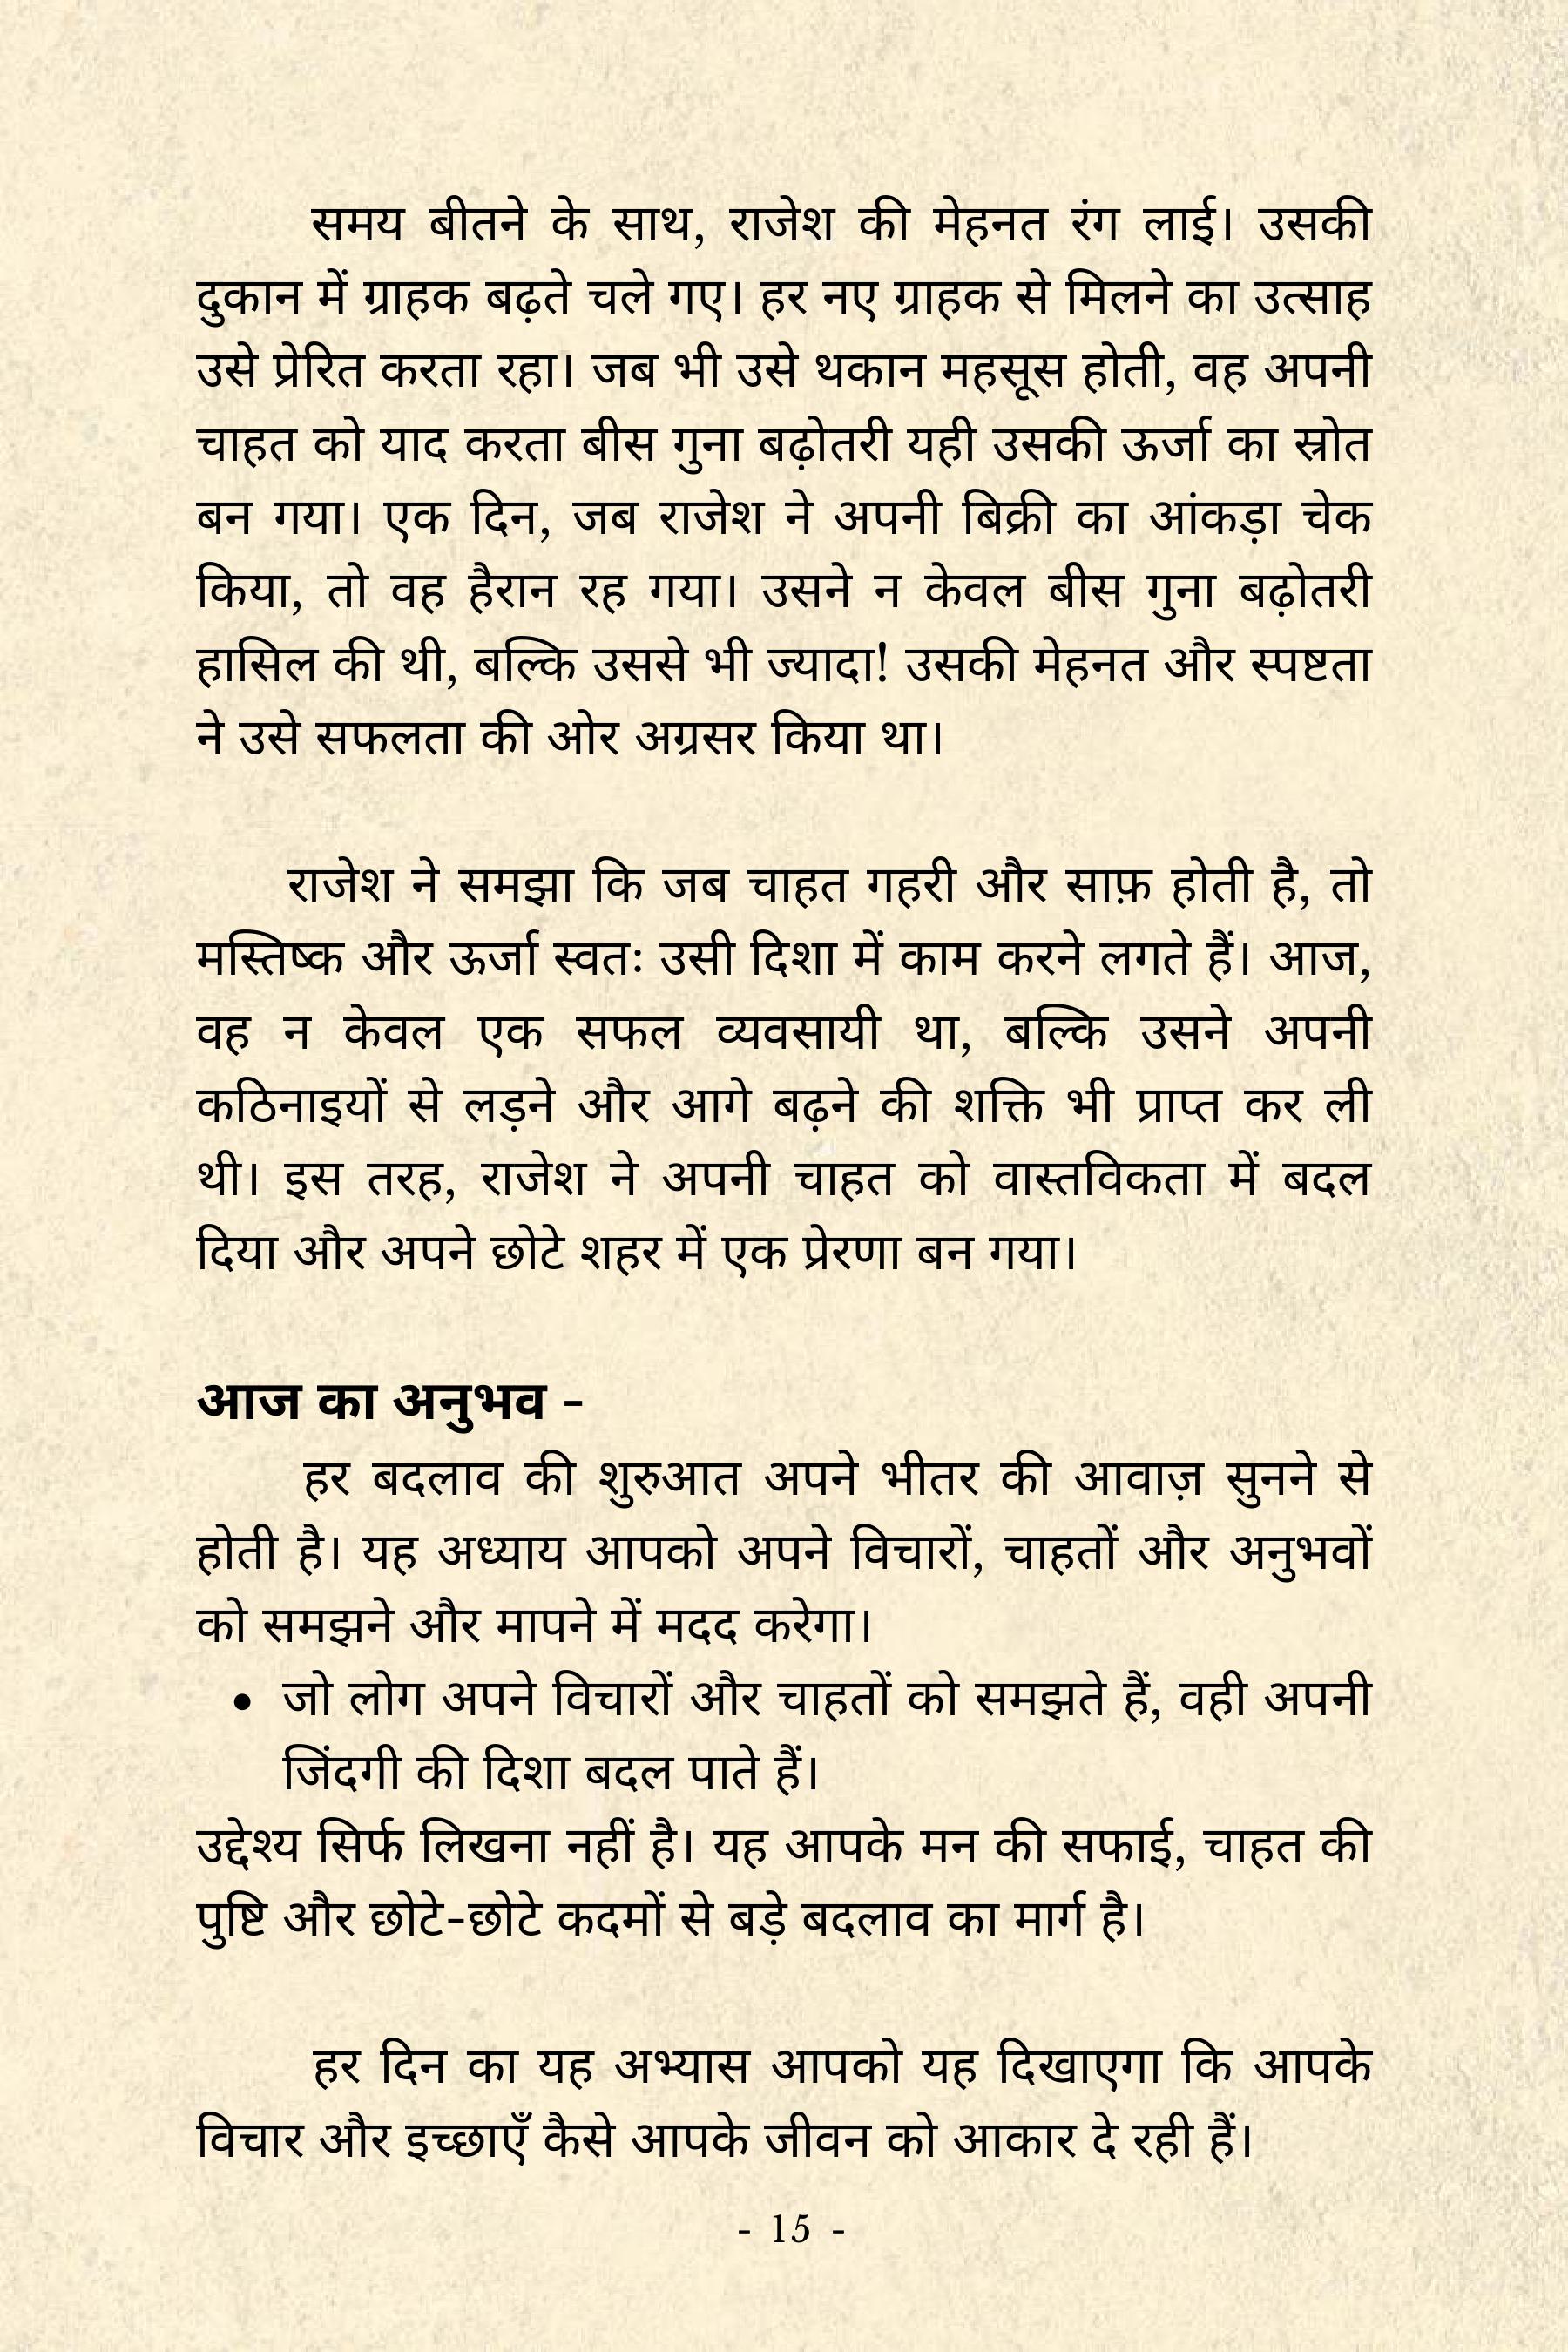 समय बीतने के साथ, राजेश की मेहनत रंग लाई। उसकी
दुकान में ग्राहक बढ़ते चले गए। हर नए ग्राहक से मिलने का उत्साह
उसे प्रेरित करता रहा। जब भी उसे थकान महसूस होती, वह अपनी
चाहत को याद करता बीस गुना बढ़ोतरी यही उसकी ऊर्जा का स्रोत
बन गया। एक दिन, जब राजेश ने अपनी बिक्री का आंकड़ा चेक
किया, तो वह हैरान रह गया। उसने न केवल बीस गुना बढ़ोतरी
हासिल की थी, बल्कि उससे भी ज्यादा! उसकी मेहनत और स्पष्टता
ने उसे सफलता की ओर अग्रसर किया था।
राजेश ने समझा कि जब चाहत गहरी और साफ़ होती है, तो
मस्तिष्क और ऊर्जा स्वतः उसी दिशा में काम करने लगते हैं। आज,
वह न केवल एक सफल व्यवसायी था, बल्कि उसने अपनी
कठिनाइयों से लड़ने और आगे बढ़ने की शक्ति भी प्राप्त कर ली
थी। इस तरह, राजेश ने अपनी चाहत को वास्तविकता में बदल
दिया और अपने छोटे शहर में एक प्रेरणा बन गया।
आज का अनुभव -
हर बदलाव की शुरुआत अपने भीतर की आवाज़ सुनने से
होती है। यह अध्याय आपको अपने विचारों, चाहतों और अनुभवों
को समझने और मापने में मदद करेगा।
• जो लोग अपने विचारों और चाहतों को समझते हैं, वही अपनी
जिंदगी की दिशा बदल पाते हैं।
उद्देश्य सिर्फ लिखना नहीं है। यह आपके मन की सफाई, चाहत की
पुष्टि और छोटे-छोटे कदमों से बड़े बदलाव का मार्ग है।
हर दिन का यह अभ्यास आपको यह दिखाएगा कि आपके
विचार और इच्छाएँ कैसे आपके जीवन को आकार दे रही हैं।
- 15 -